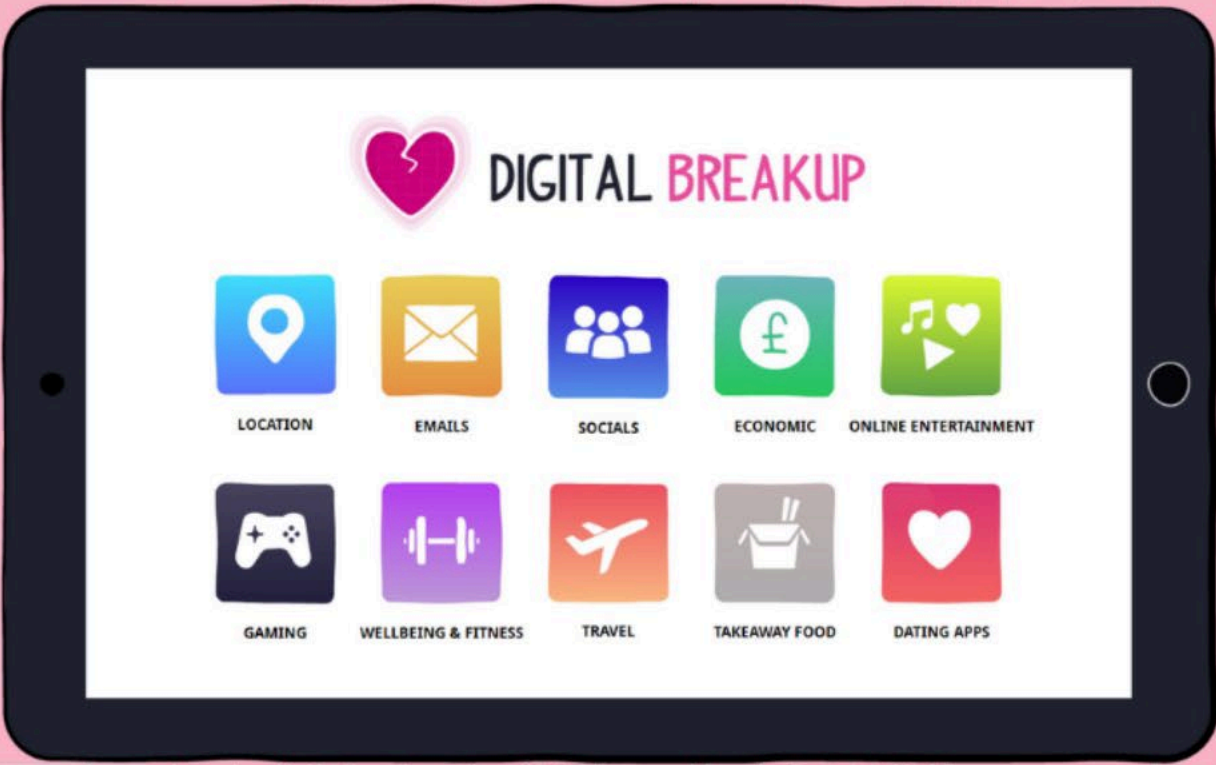 DIGITAL BREAKUP
£
LOCATION
EMAILS
SOCIALS
ECONOMIC
ONLINE ENTERTAINMENT
GAMING
WELLBEING & FITNESS
TRAVEL
TAKEAWAY FOOD
DATING APPS